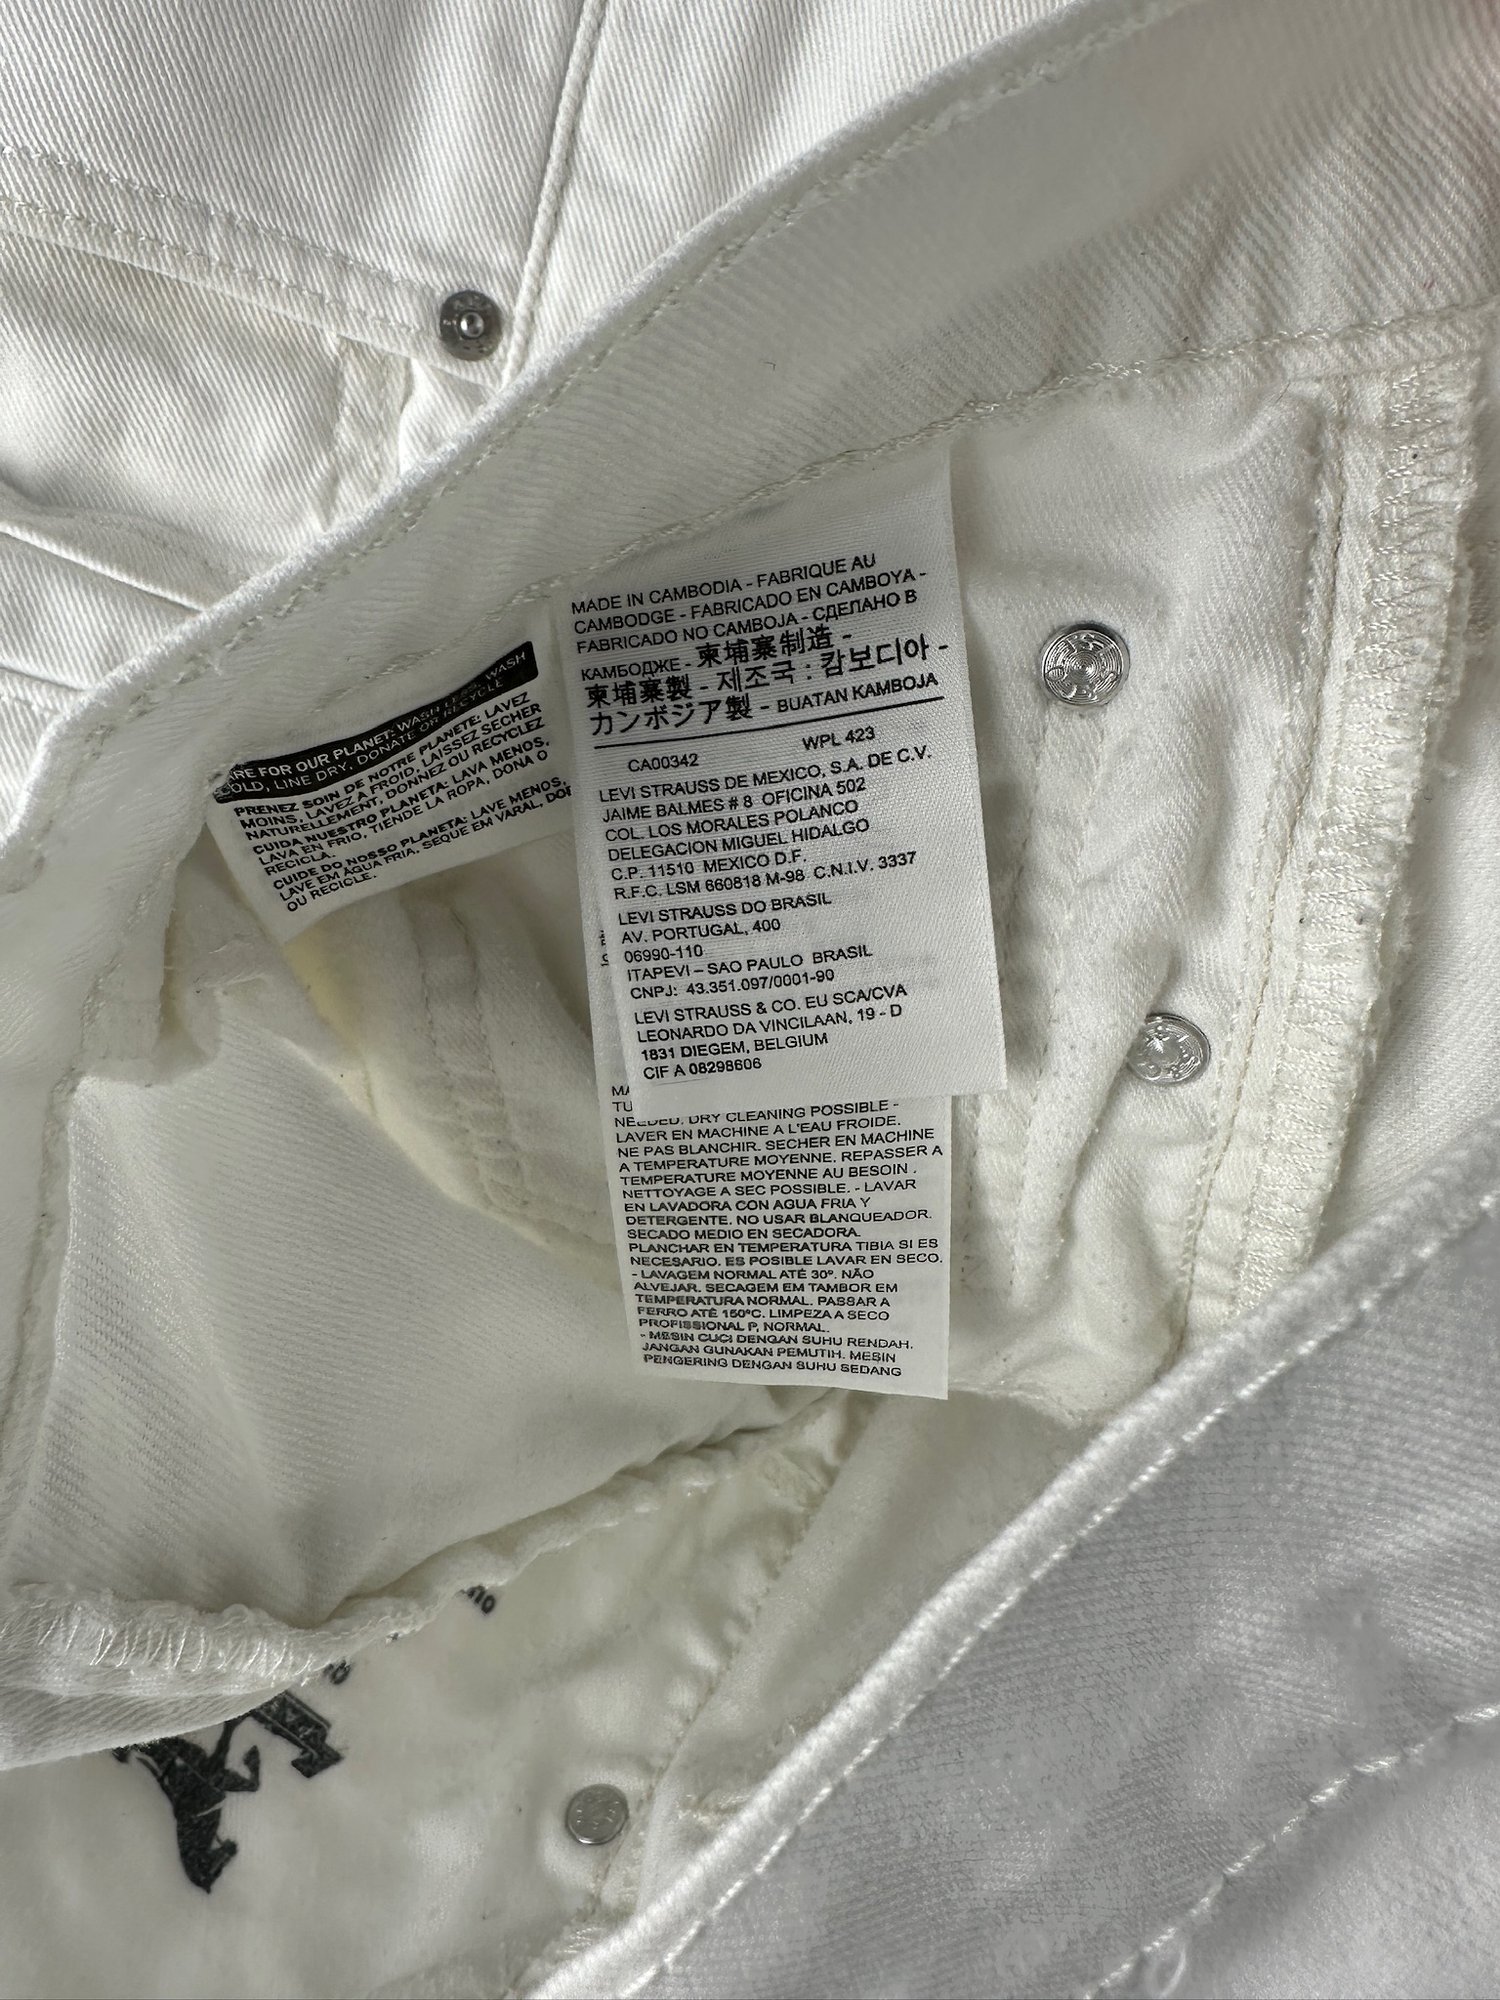 CARE FOR OUR PLANET: WASH LESS, WASH
COLD, LINE DRY, DONATE OR RECYCLE
PRENEZ SOIN DE NOTRE PLANETE: LAVEZ
MOINS, LAVEZ A FROID, LAISSEZ SECHER
NATURELLEMENT, DONNEZ OU RECYCLEZ
CUIDA NUESTRO PLANETA: LAVA MENOS,
LAVA EN FRIO, TIENDE LA ROPA, DONA O
RECICLA.
CUIDE DO NOSSO PLANETA: LAVE MENOS,
LAVE EM ÁGUA FRIA, SEQUE EM VARAL,
OU RECICLE.
MADE IN CAMBODIA - FABRIQUE AU
CAMBODGE - FABRICADO EN CAMBOYA -
FABRICADO NO CAMBOJA - СДЕЛАНО В
КАМБОДЖЕ - 柬埔寨制造 -
柬埔寨製 - 제조국 : 캄보디아 -
カンボジア製 - BUATAN KAMBOJA
CA00342 WPL 423
LEVI STRAUSS DE MEXICO, S.A. DE C.V.
JAIME BALMES # 8 OFICINA 502
COL. LOS MORALES POLANCO
DELEGACION MIGUEL HIDALGO
C.P. 11510 MEXICO D.F.
R.F.C. LSM 660818 M-98 C.N.I.V. 3337
LEVI STRAUSS DO BRASIL
AV. PORTUGAL, 400
06990-110
ITAPEVI – SAO PAULO BRASIL
CNPJ: 43.351.097/0001-90
LEVI STRAUSS & CO. EU SCA/CVA
LEONARDO DA VINCILAAN, 19 - D
1831 DIEGEM, BELGIUM
CIF A 08298606
MA
TU
NEEDED. DRY CLEANING POSSIBLE -
LAVER EN MACHINE A L'EAU FROIDE.
NE PAS BLANCHIR. SECHER EN MACHINE
A TEMPERATURE MOYENNE. REPASSER A
TEMPERATURE MOYENNE AU BESOIN .
NETTOYAGE A SEC POSSIBLE. - LAVAR
EN LAVADORA CON AGUA FRIA Y
DETERGENTE. NO USAR BLANQUEADOR.
SECADO MEDIO EN SECADORA.
PLANCHAR EN TEMPERATURA TIBIA SI ES
NECESARIO. ES POSIBLE LAVAR EN SECO.
- LAVAGEM NORMAL ATÉ 30º. NÃO
ALVEJAR. SECAGEM EM TAMBOR EM
TEMPERATURA NORMAL. PASSAR A
FERRO ATÉ 150ºC. LIMPEZA A SECO
PROFISSIONAL P, NORMAL.
- MESIN CUCI DENGAN SUHU RENDAH.
JANGAN GUNAKAN PEMUTIH. MESIN
PENGERING DENGAN SUHU SEDANG